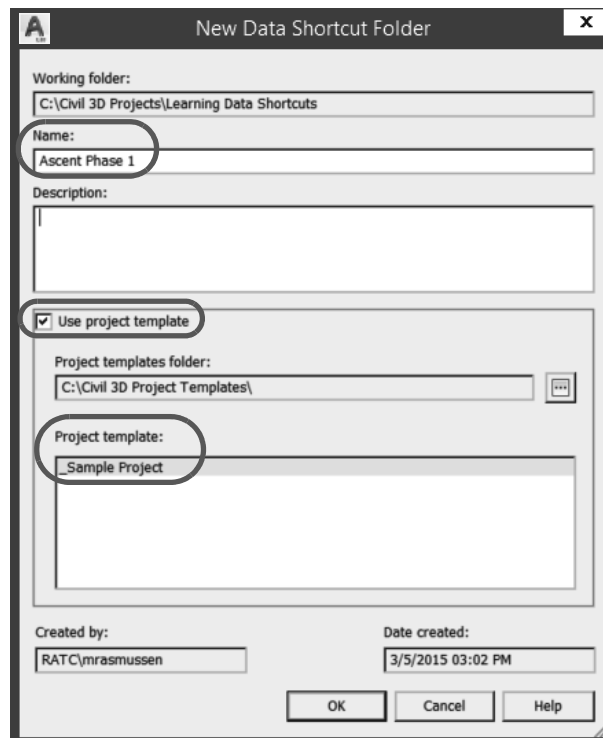 New Data Shortcut Folder
X
Working folder:
C:\Civil 3D Projects\Learning Data Shortcuts
Name:
Ascent Phase 1
Description:
Use project template
Project templates folder:
C:\Civil 3D Project Templates\
...
Project template:
_Sample Project
Created by:
Date created:
RATC\mrasmussen
3/5/2015 03:02 PM
OK
Cancel
Help